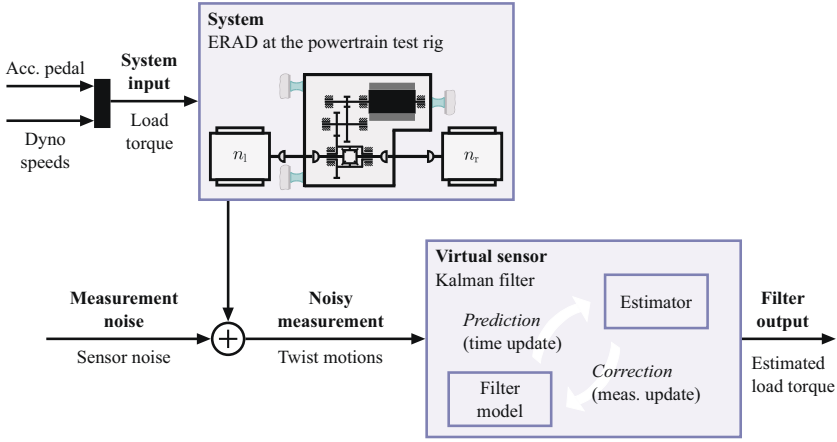 System
ERAD at the powertrain test rig
Acc. pedal
Dyno
speeds
System
input
Load
torque
nl
nr
Measurement
noise
Sensor noise
Noisy
measurement
Twist motions
Virtual sensor
Kalman filter
Estimator
Prediction
(time update)
Correction
(meas. update)
Filter
model
Filter
output
Estimated
load torque